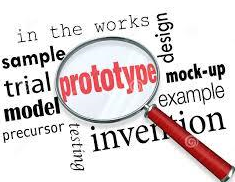 in the works
design
sample
trial
prototype
mock-up
model
example
precursor
testing
invention